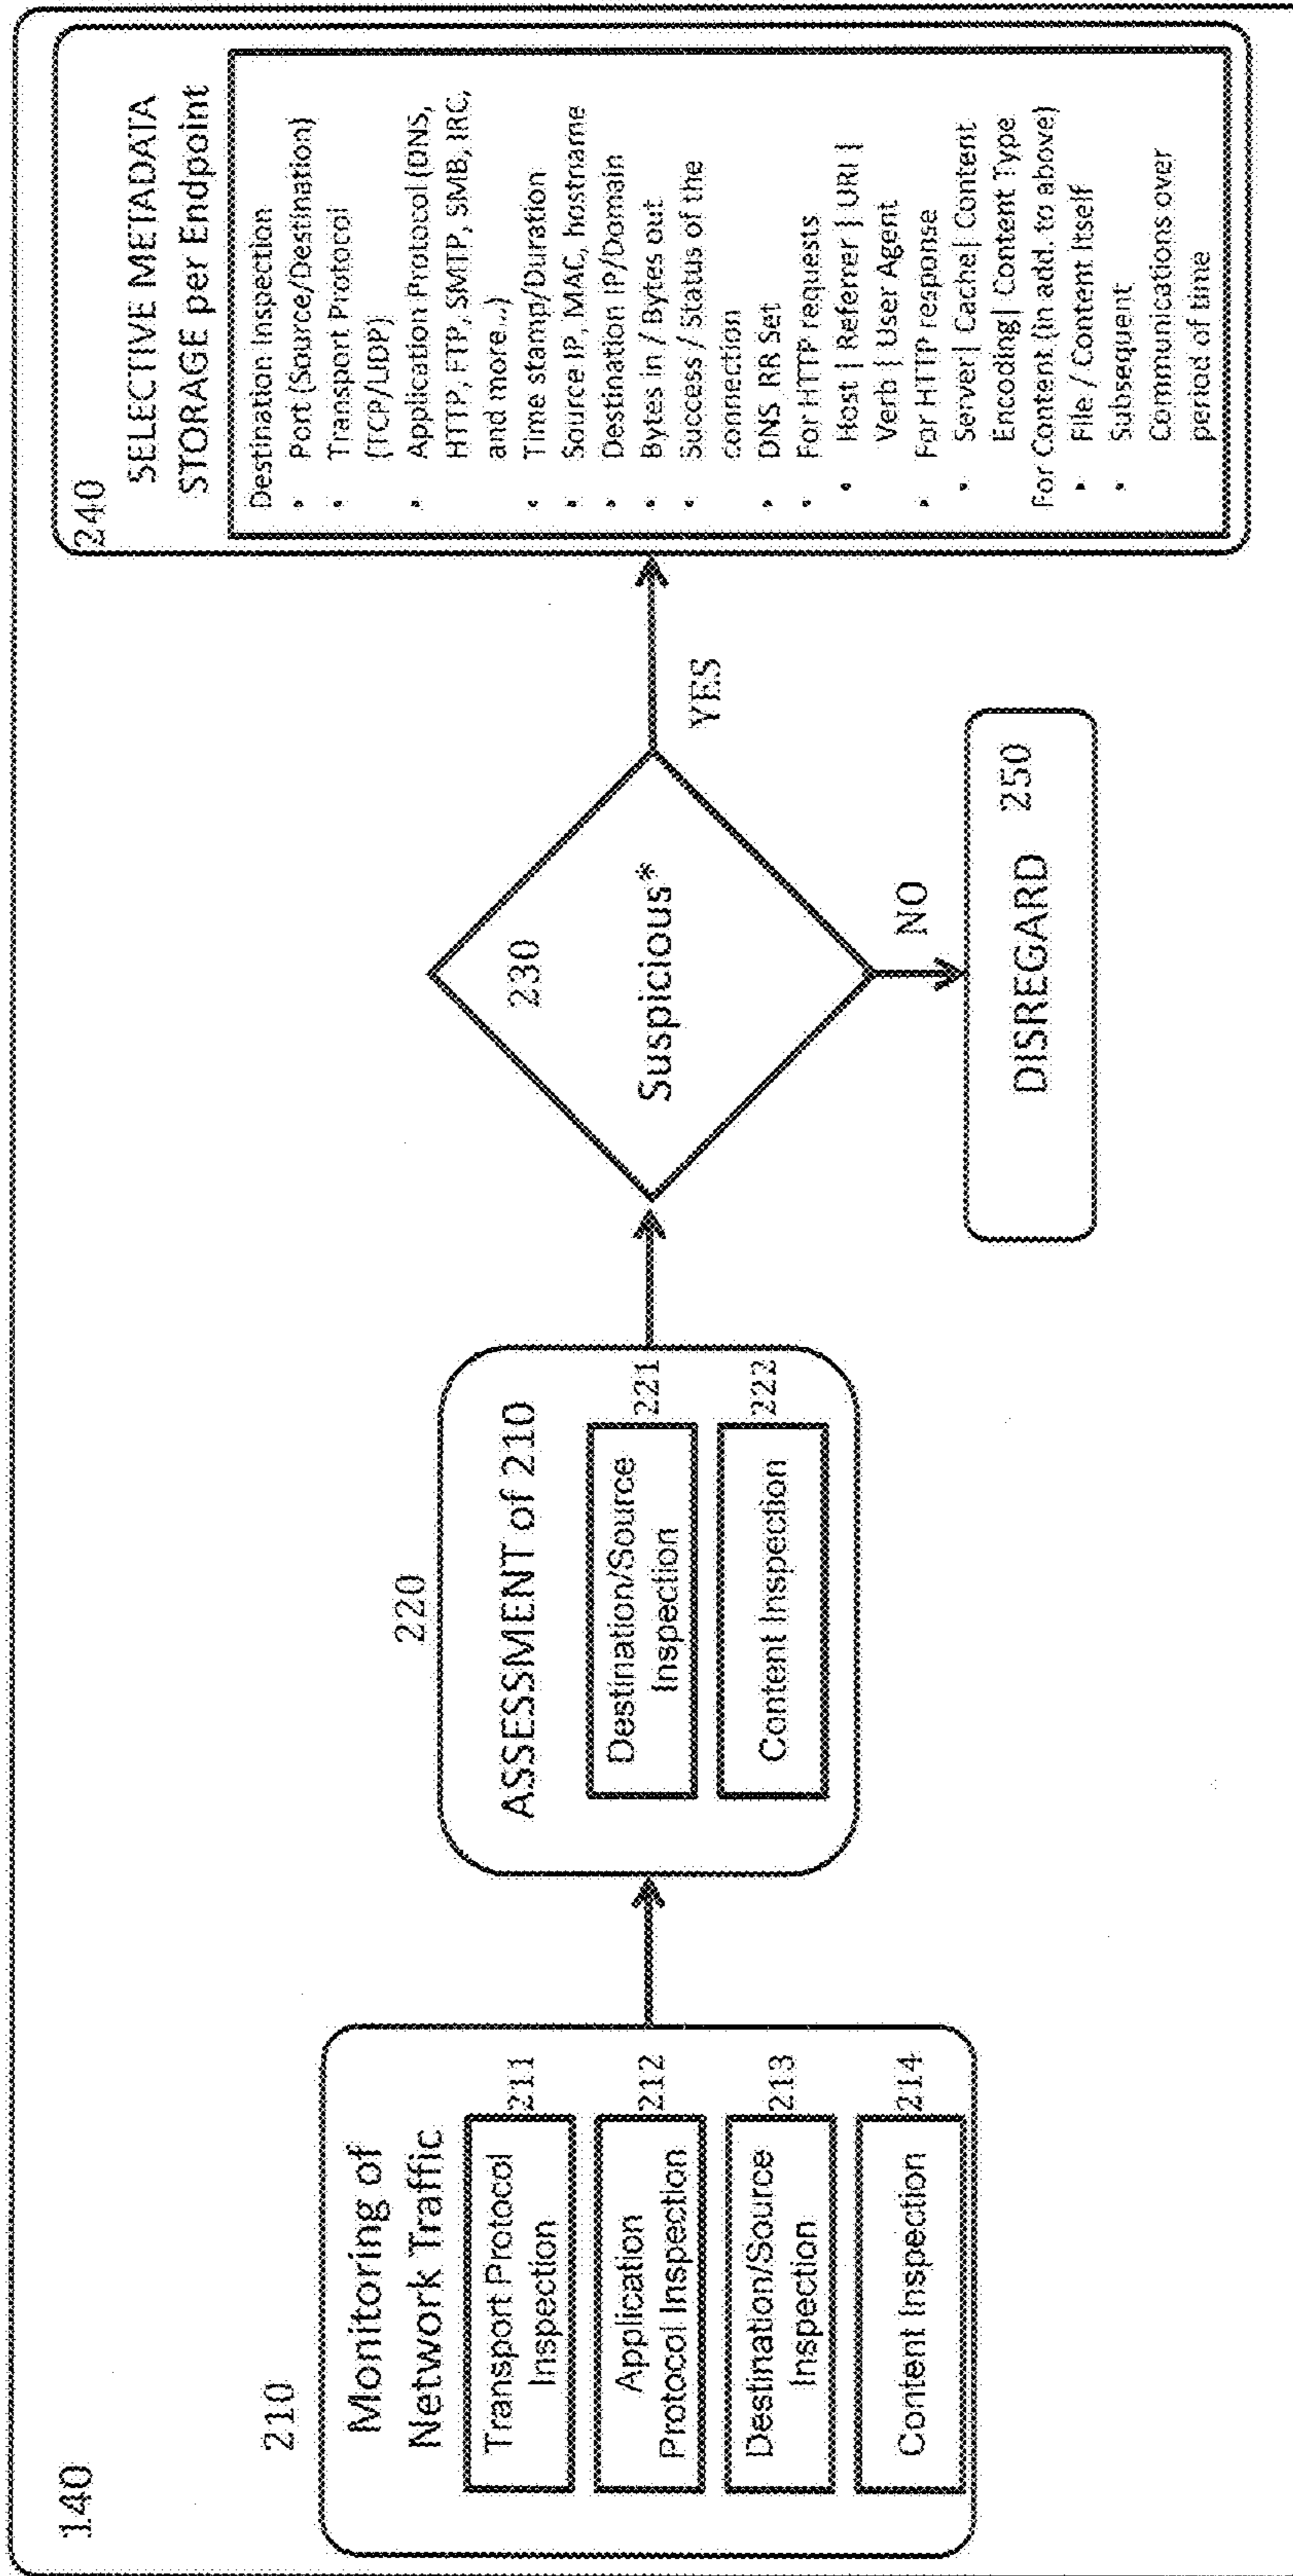 140
210
Monitoring of
Network Traffic
Transport Protocol
Inspection
211
Application
Protocol Inspection
212
Destination/Source
Inspection
213
Content Inspection
214
220
ASSESSMENT of 210
Destination/Source
Inspection
221
Content Inspection
222
230
Suspicious*
YES
NO
DISREGARD 250
240
SELECTIVE METADATA
STORAGE per Endpoint
Destination Inspection
• Port (Source/Destination)
• Transport Protocol
(TCP/UDP)
• Application Protocol (DNS,
HTTP, FTP, SMTP, SMB, IRC,
and more..)
• Time stamp/Duration
• Source IP, MAC, hostname
• Destination IP/Domain
• Bytes in / Bytes out
• Success / Status of the
connection
• DNS RR Set
• For HTTP requests
• Host | Referrer | URI |
Verb | User Agent
• For HTTP response
• Server| Cache| Content
Encoding| Content Type
For Content (in add. to above)
• File / Content Itself
• Subsequent
Communications over
period of time